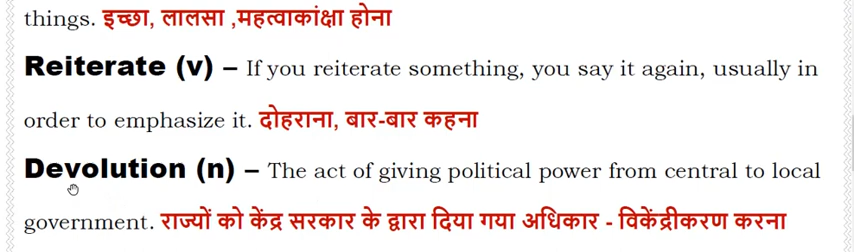 things. इच्छा, लालसा ,महत्वाकांक्षा होना
Reiterate (v) – If you reiterate something, you say it again, usually in
order to emphasize it. दोहराना, बार-बार कहना
Devolution (n) – The act of giving political power from central to local
government. राज्यों को केंद्र सरकार के द्वारा दिया गया अधिकार - विकेंद्रीकरण करना